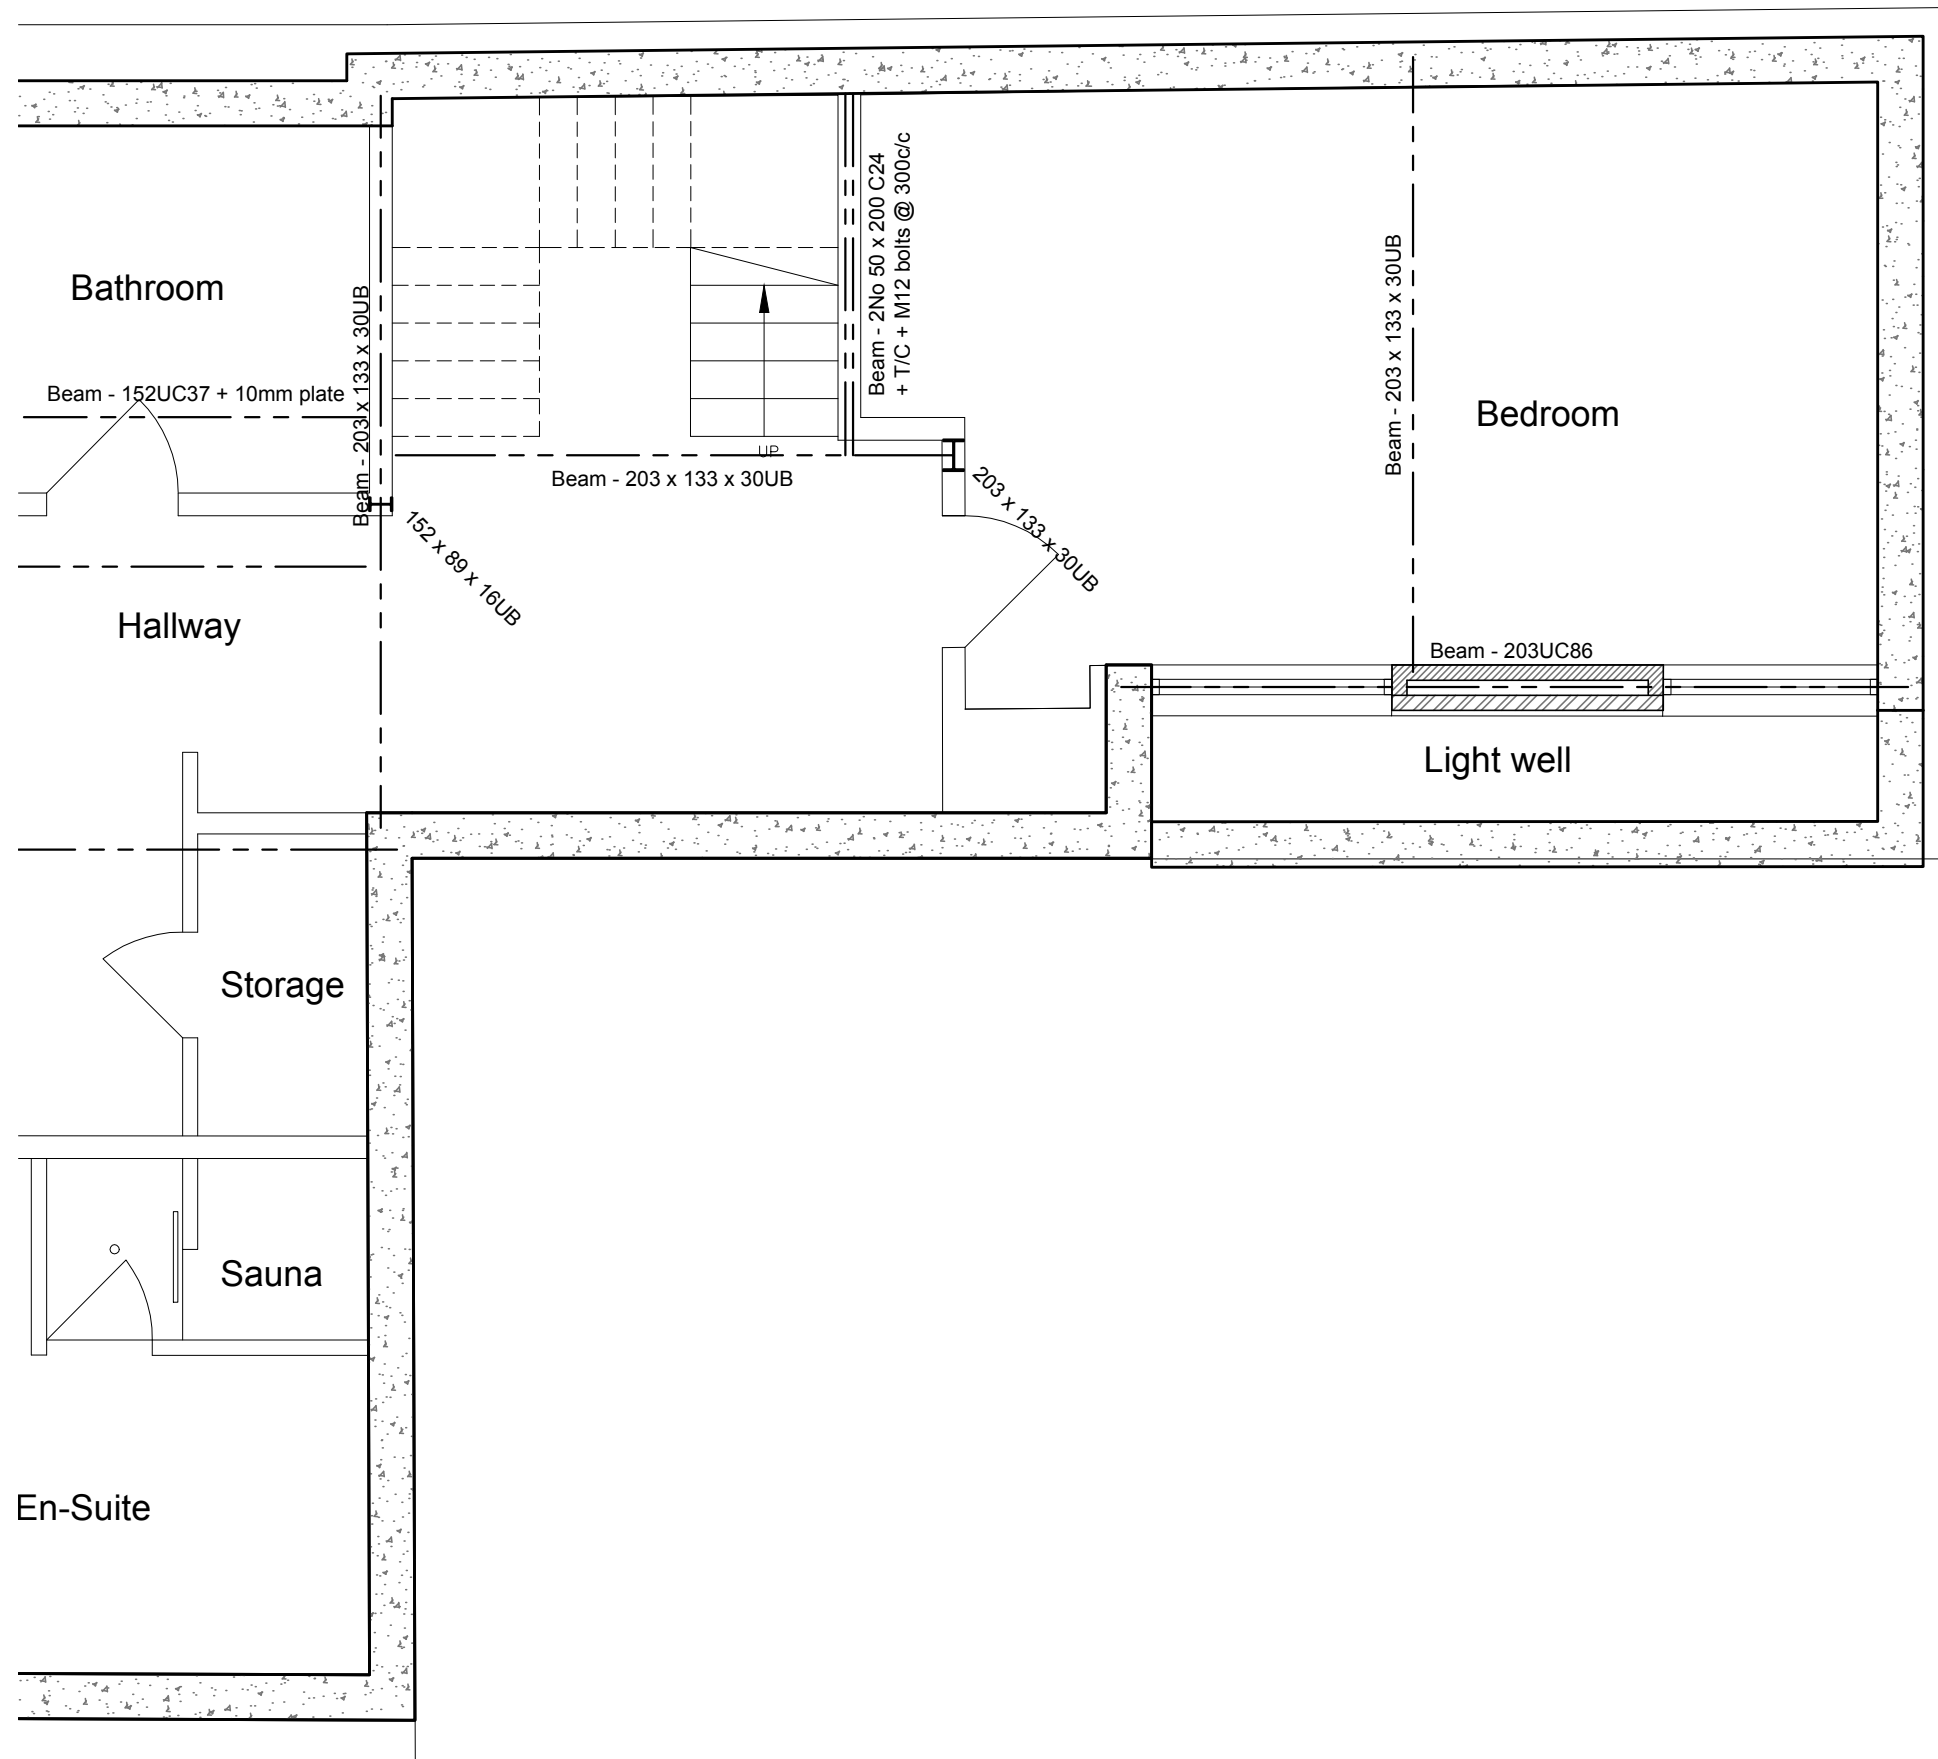 Beam - 2No 50 x 200 C24
+ T/C + M12 bolts @ 300c/c
Bathroom
Beam - 203 x 133 x 30UB
Beam - 203 x 133 x 30UB
Beam - 152UC37 + 10mm plate
Bedroom
UP
Beam - 203 x 133 x 30UB
203 x 133 x 30UB
152 x 89 x 16UB
Hallway
Beam - 203UC86
Light well
Storage
Sauna
En-Suite